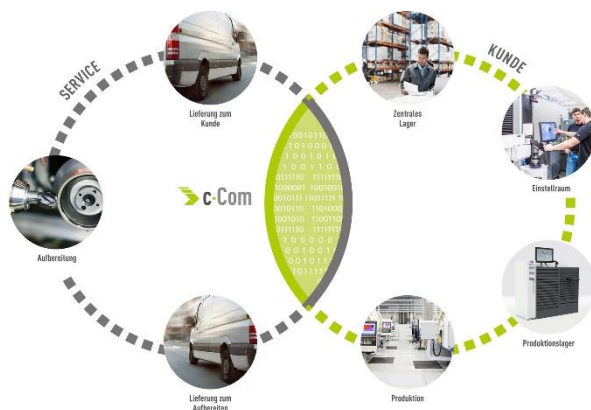 SERVICE
KUNDE
Lieferung zum
Kunde
Zentrales
Lager
Einstellraum
c-Com
Aufbereitung
Produktionslager
Lieferung zum
Aufbereiten
Produktion